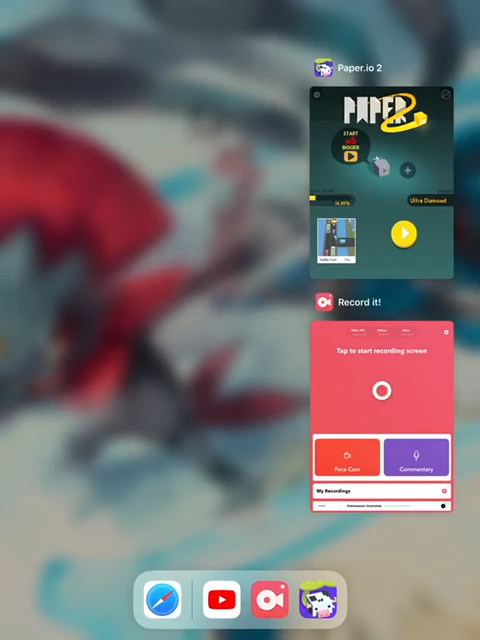 Paper.io 2
PAPER 2
START
BIGGER
Ultra Diamond
Record it!
Tap to start recording screen
Face Cam
Commentary
My Recordings